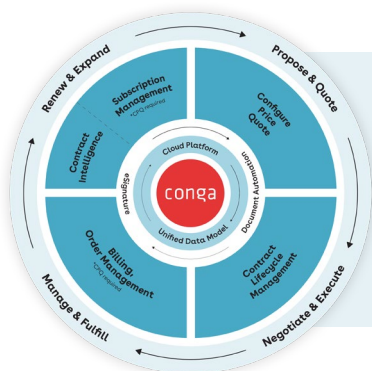 Renew & Expand
Propose & Quote
Subscription
Management
*CPQ required
Contract
Intelligence
Configure
Price
Quote
Cloud Platform
eSignature
conga
Document Automation
Unified Data Model
Billing,
Order Management
*CPQ required
Contract
Lifecycle
Management
Manage & Fulfill
Negotiate & Execute